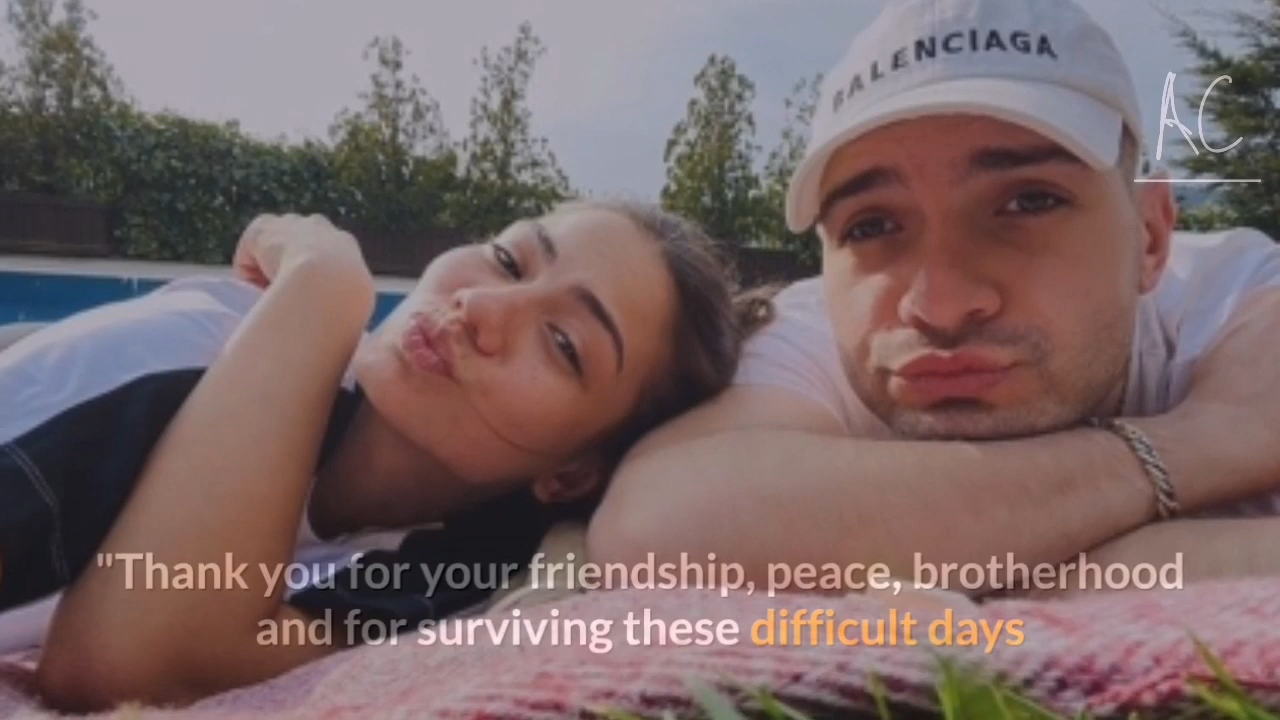 BALENCIAGA
AC
"Thank you for your friendship, peace, brotherhood
and for surviving these difficult days